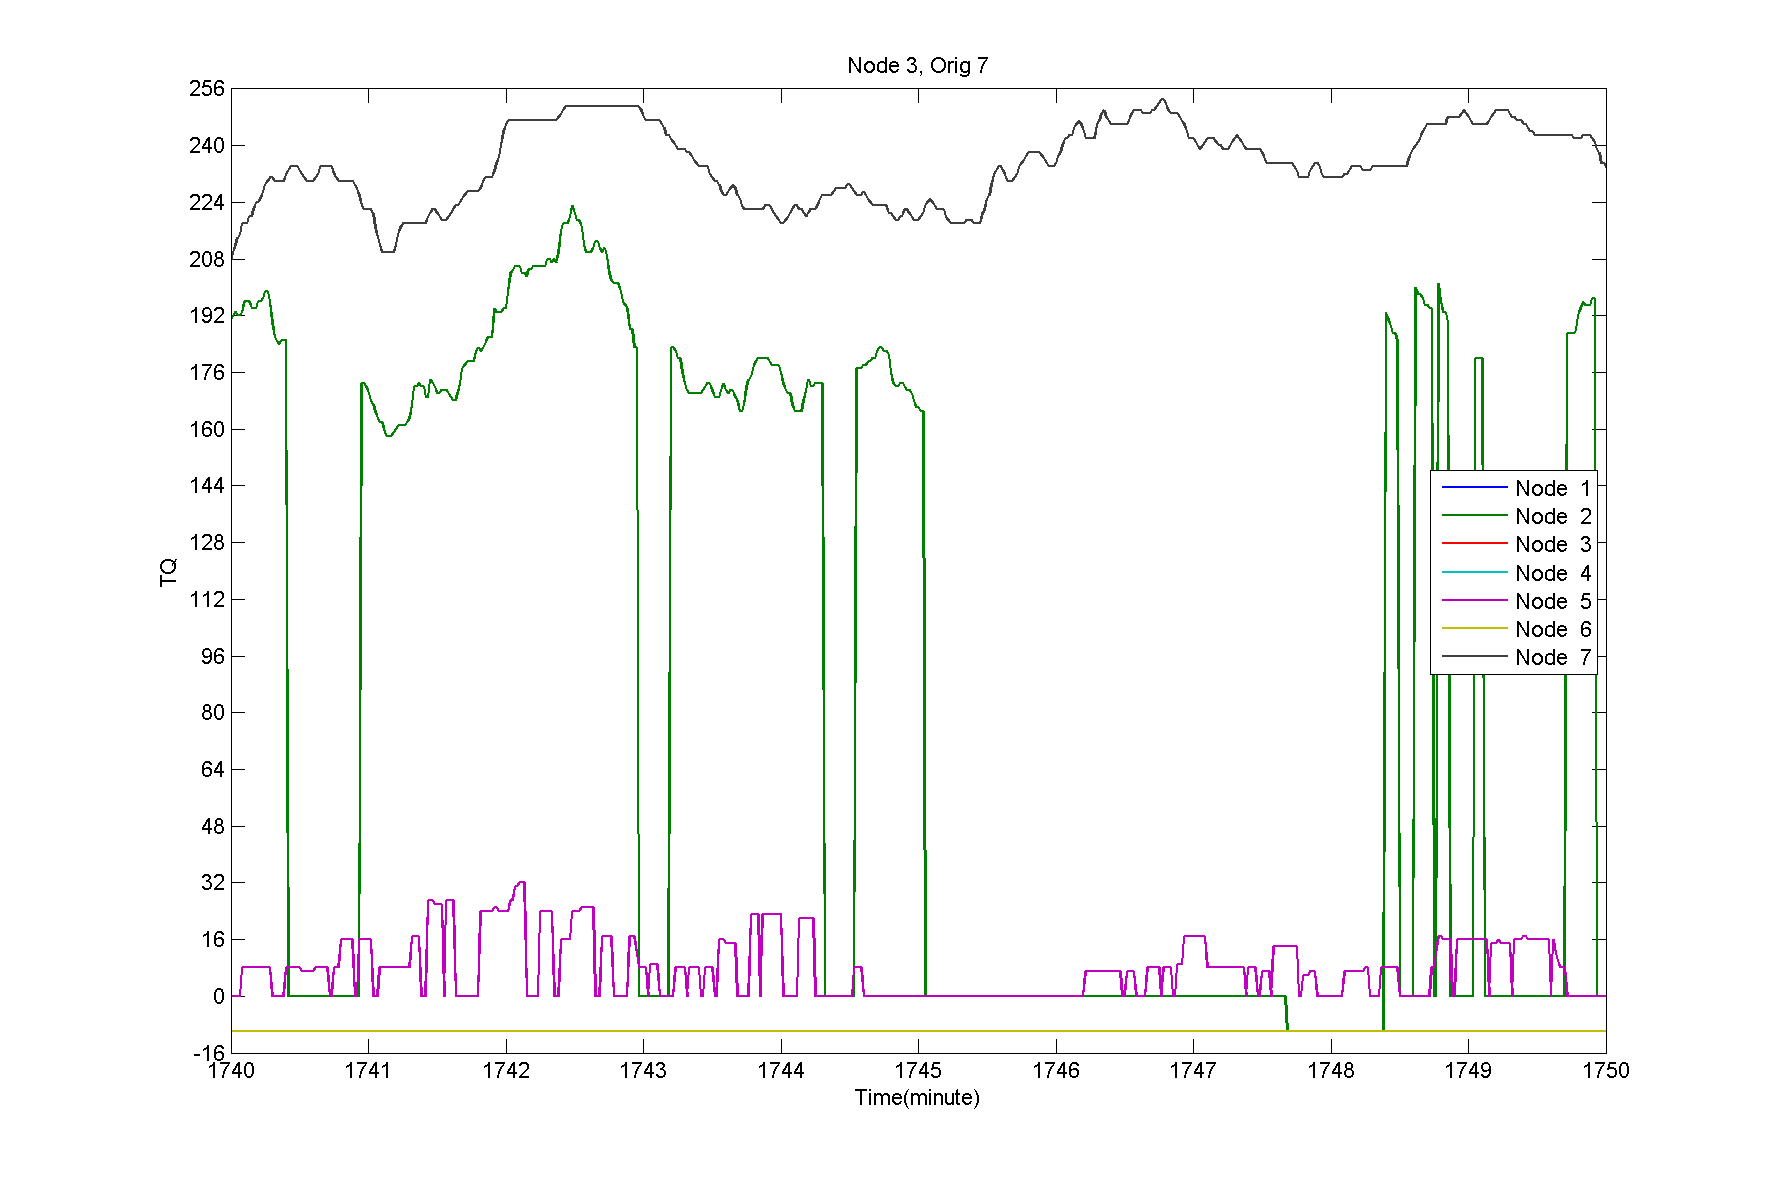 Node 3, Orig 7
256
240
224
208
192
176
160
144
128
112
96
80
64
48
32
16
0
-16
TQ
Node 1
Node 2
Node 3
Node 4
Node 5
Node 6
Node 7
1740 1741 1742 1743 1744 1745 1746 1747 1748 1749 1750
Time(minute)